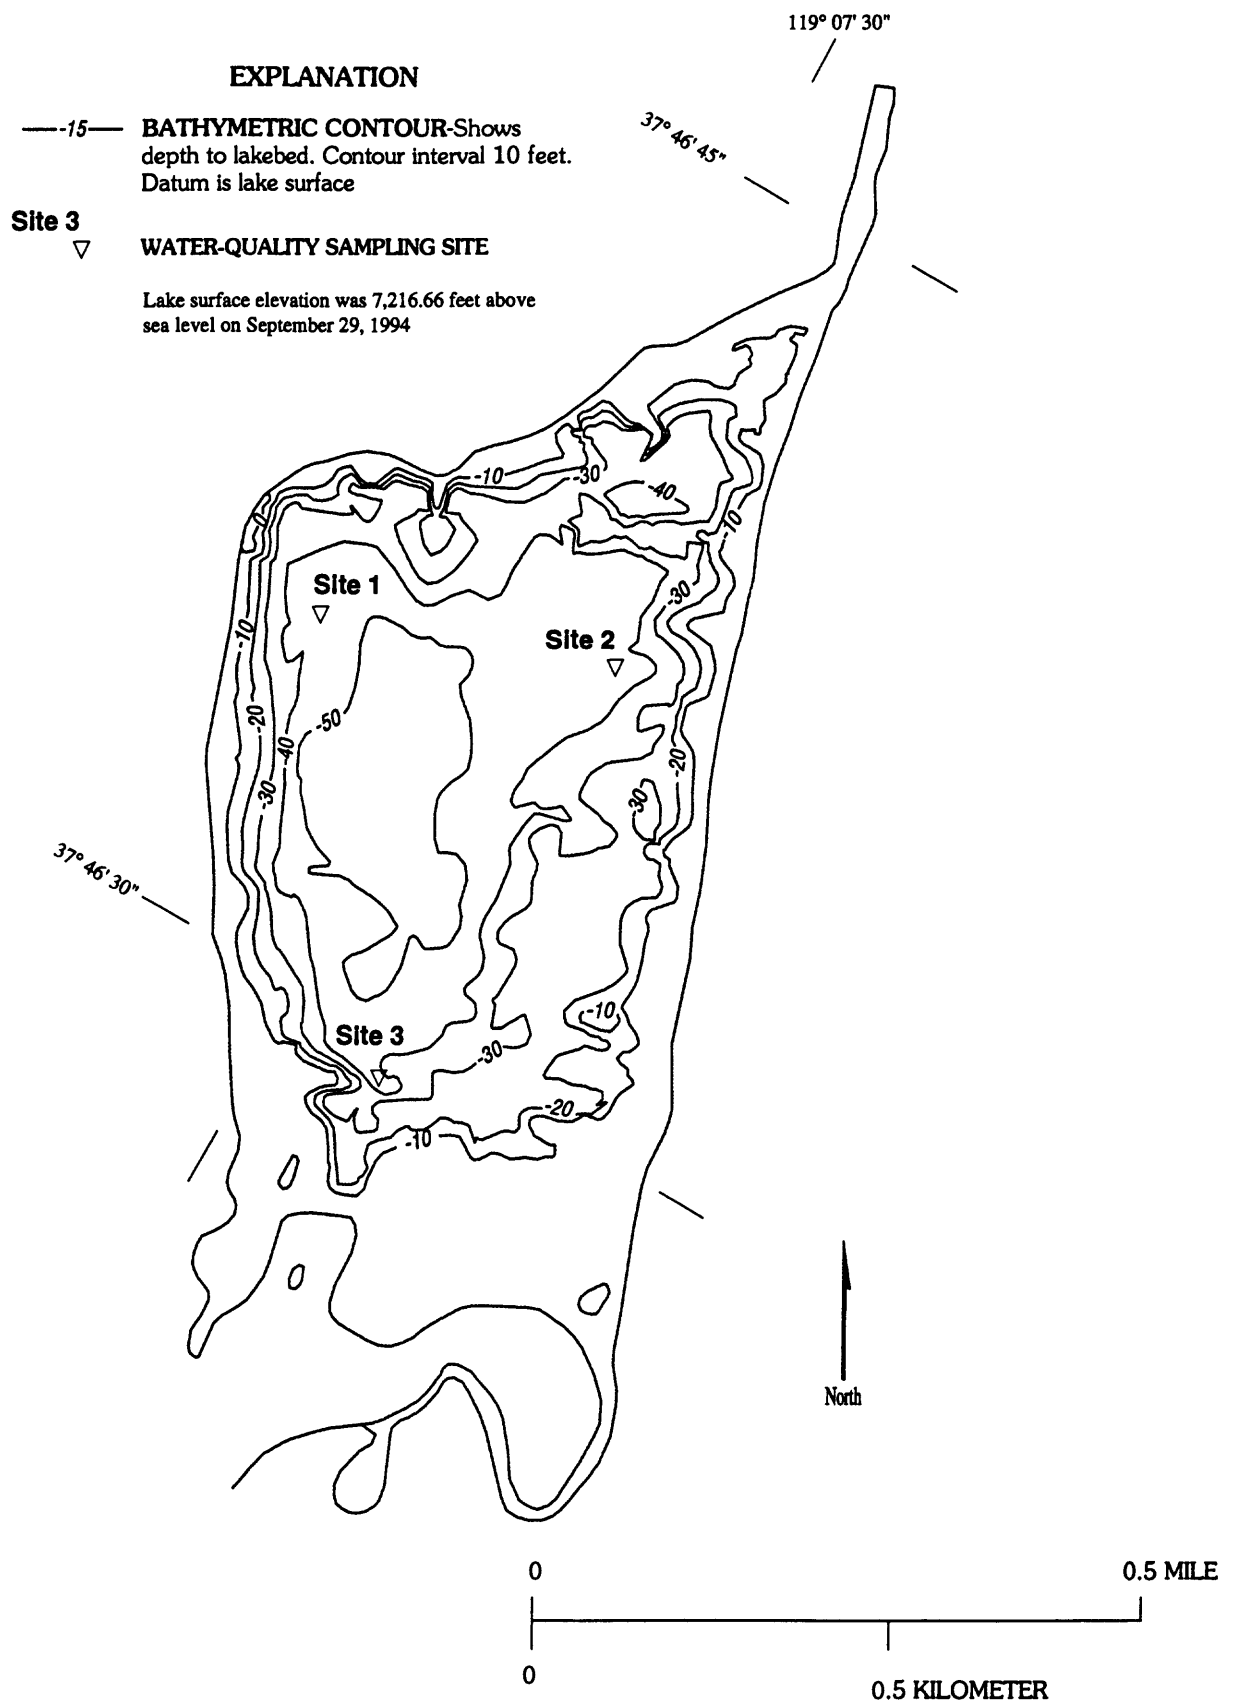 119° 07' 30"
EXPLANATION
-15
BATHYMETRIC CONTOUR-Shows
depth to lakebed. Contour interval 10 feet.
Datum is lake surface
37° 46' 45"
Site 3
WATER-QUALITY SAMPLING SITE
Lake surface elevation was 7,216.66 feet above
sea level on September 29, 1994
-10
-30
-40
-10
Site 1
-30
-10
Site 2
-20
-50
-40
-20
-30
-30
37° 46' 30"
-10
Site 3
-30
-20
-10
North
0
0.5 MILE
0
0.5 KILOMETER